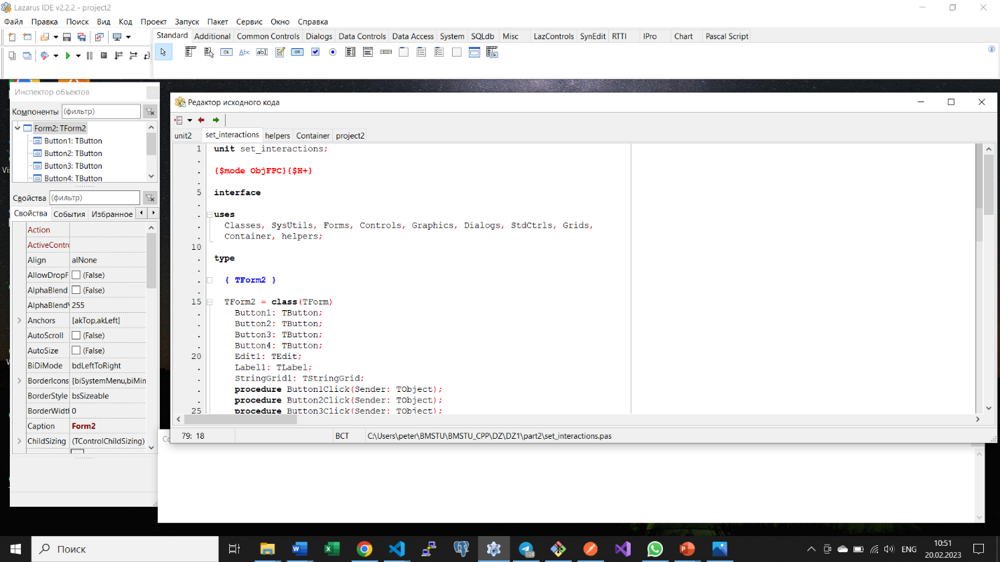 Lazarus IDE v2.2.2 - project2
Файл Правка Поиск Вид Код Проект Запуск Пакет Сервис Окно Справка
Standard Additional Common Controls Dialogs Data Controls Data Access System SQLdb Misc LazControls SynEdit RTTI IPro Chart Pascal Script
Ok Abc abI on Ok
Инспектор объектов
Компоненты (фильтр)
Form2: TForm2
Button1: TButton
Button2: TButton
Button3: TButton
Button4: TButton
Свойства (фильтр)
Свойства События Избранное
Action
ActiveContro
Align alNone
AllowDropF (False)
AlphaBlend (False)
AlphaBlendV 255
Anchors [akTop,akLeft]
AutoScroll (False)
AutoSize (False)
BiDiMode bdLeftToRight
BorderIcons [biSystemMenu,biMin
BorderStyle bsSizeable
BorderWidth 0
Caption Form2
ChildSizing (TControlChildSizing)
Редактор исходного кода
unit2 set_interactions helpers Container project2
1 unit set_interactions;
.
. {$mode ObjFPC}{$H+}
.
5 interface
.
. uses
. Classes, SysUtils, Forms, Controls, Graphics, Dialogs, StdCtrls, Grids,
. Container, helpers;
10
. type
.
. { TForm2 }
.
15 TForm2 = class(TForm)
. Button1: TButton;
. Button2: TButton;
. Button3: TButton;
. Button4: TButton;
20 Edit1: TEdit;
. Label1: TLabel;
. StringGrid1: TStringGrid;
. procedure Button1Click(Sender: TObject);
. procedure Button2Click(Sender: TObject);
25 procedure Button3Click(Sender: TObject);
79: 18 ВСТ C:\Users\peter\BMSTU\BMSTU_CPP\DZ\DZ1\part2\set_interactions.pas
Поиск
108
ENG
10:51
20.02.2023